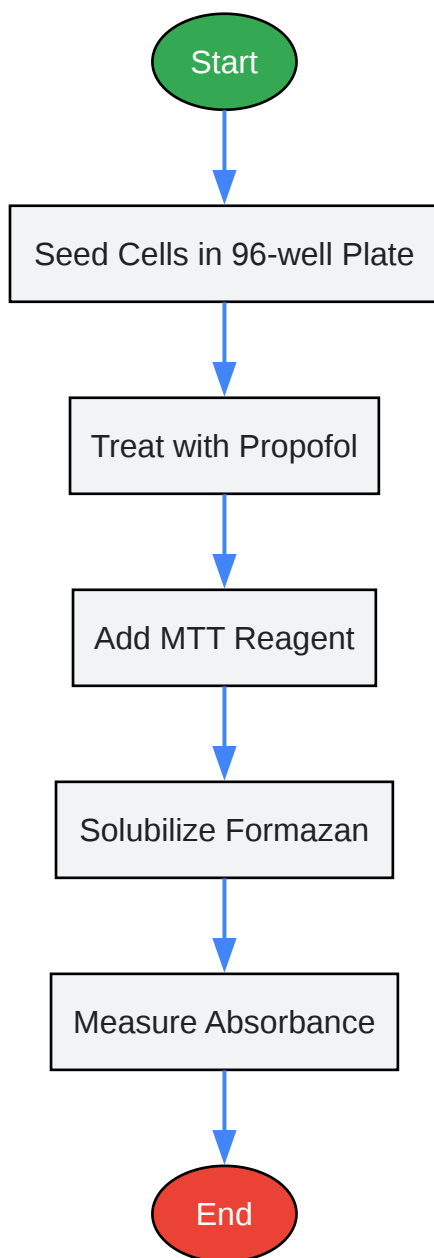 Start
Seed Cells in 96-well Plate
Treat with Propofol
Add MTT Reagent
Solubilize Formazan
Measure Absorbance
End